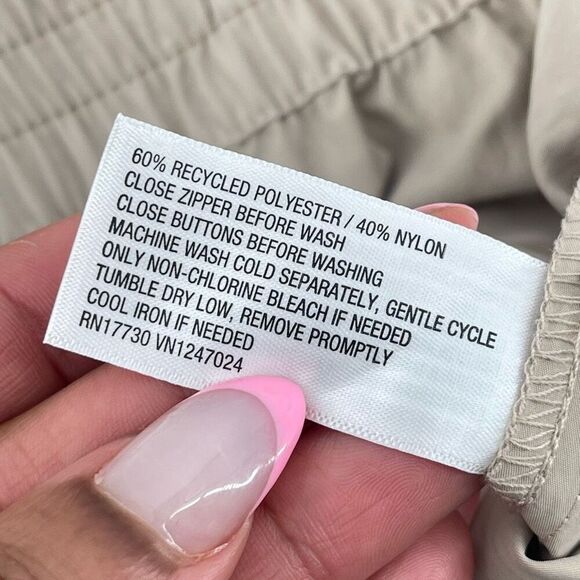 60% RECYCLED POLYESTER / 40% NYLON
CLOSE ZIPPER BEFORE WASH
CLOSE BUTTONS BEFORE WASHING
MACHINE WASH COLD SEPARATELY, GENTLE CYCLE
ONLY NON-CHLORINE BLEACH IF NEEDED
TUMBLE DRY LOW, REMOVE PROMPTLY
COOL IRON IF NEEDED
RN17730 VN1247024